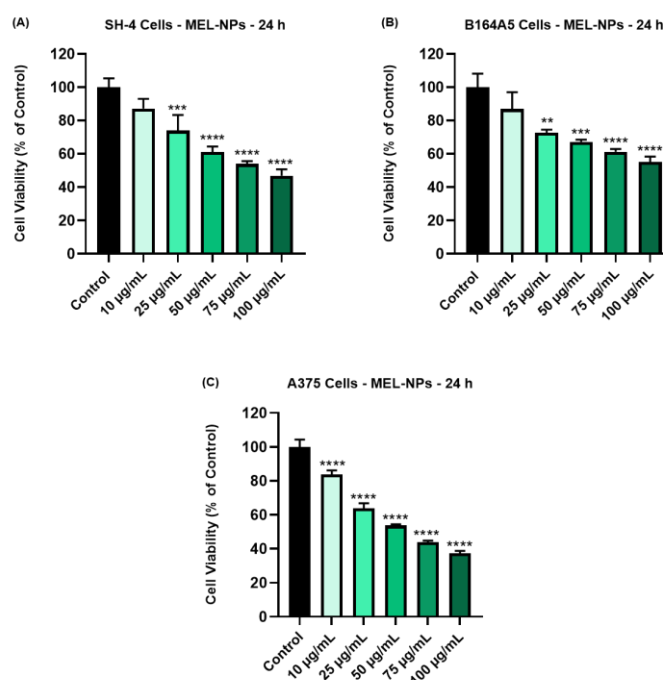 (A) SH-4 Cells - MEL-NPs - 24 h
Cell Viability (% of Control)
120
100
80
60
40
20
0
***
****
****
****
Control
10 µg/mL
25 µg/mL
50 µg/mL
75 µg/mL
100 µg/mL
(B) B164A5 Cells - MEL-NPs - 24 h
Cell Viability (% of Control)
120
100
80
60
40
20
0
**
***
****
****
Control
10 µg/mL
25 µg/mL
50 µg/mL
75 µg/mL
100 µg/mL
(C) A375 Cells - MEL-NPs - 24 h
Cell Viability (% of Control)
120
100
80
60
40
20
0
****
****
****
****
****
Control
10 µg/mL
25 µg/mL
50 µg/mL
75 µg/mL
100 µg/mL